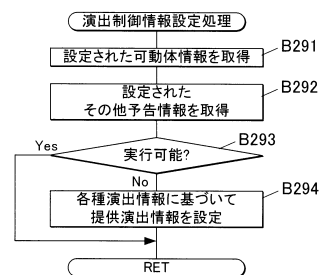 演出制御情報設定処理
B291
設定された可動体情報を取得
B292
設定された
その他予告情報を取得
B293
Yes
実行可能?
No
B294
各種演出情報に基づいて
提供演出情報を設定
RET